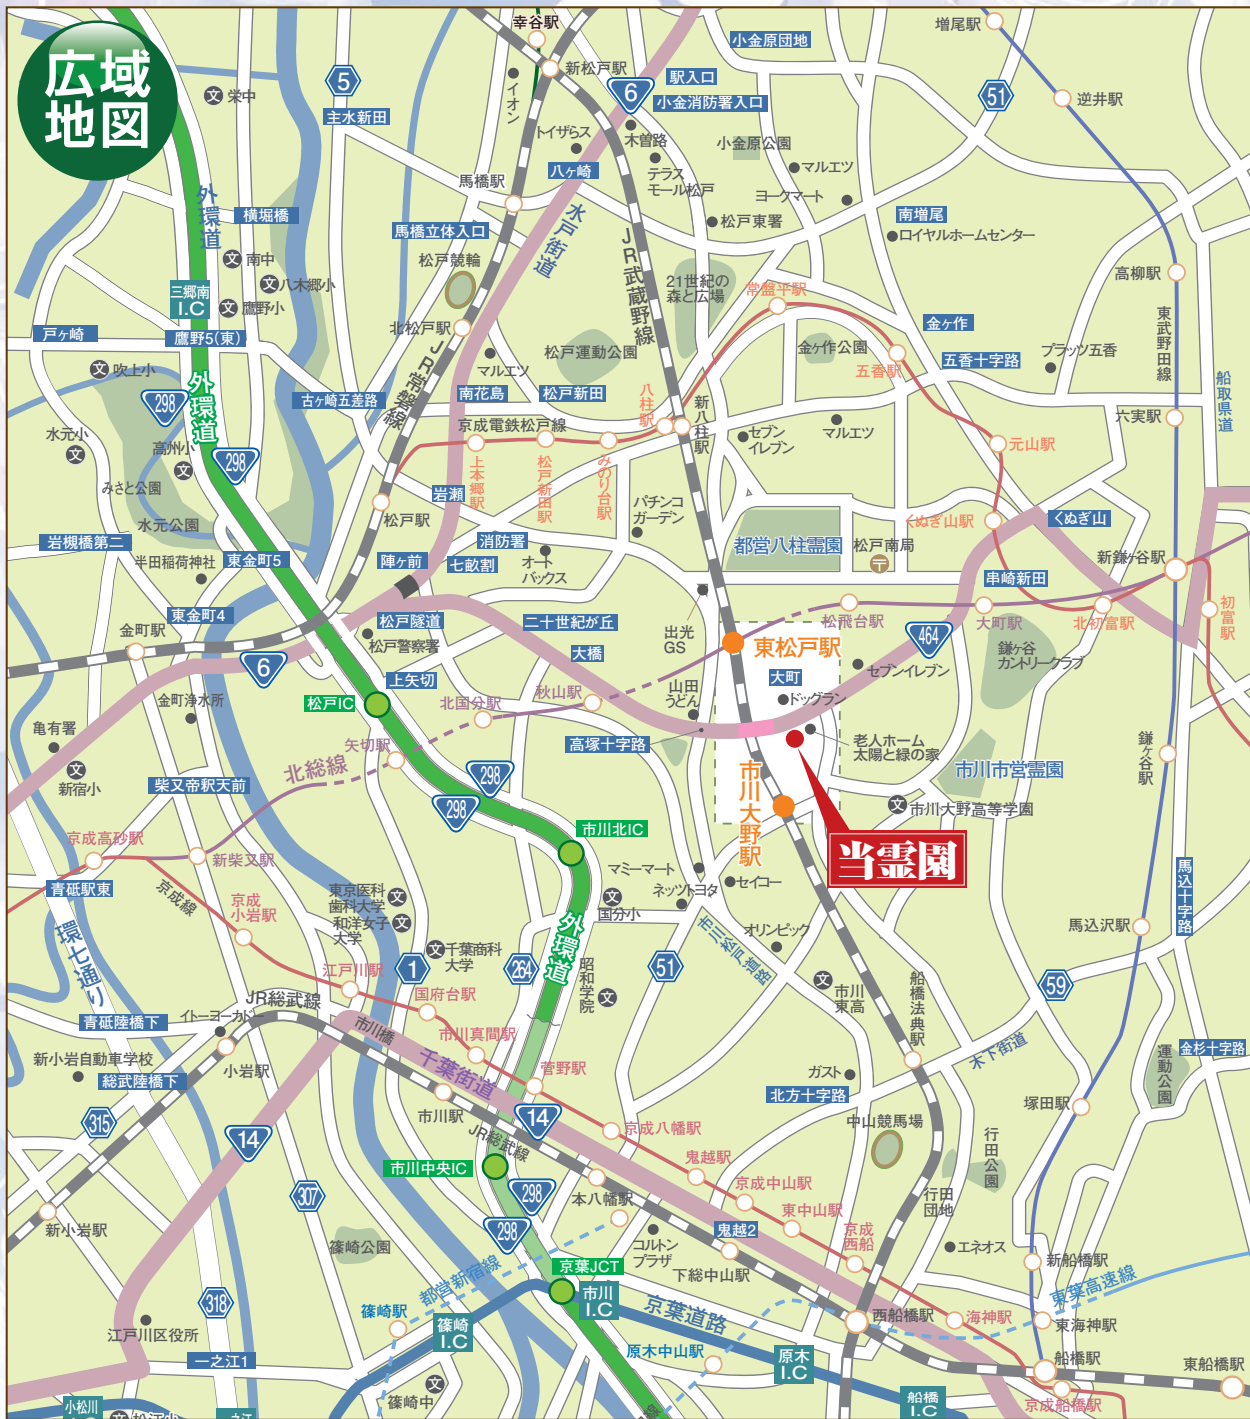 広域
地図
幸谷駅
新松戸駅
イオン
栄中
5
主水新田
小金原団地
駅入口
6
小金消防署入口
増尾駅
51
逆井駅
トイザらス
木曽路
テラス
モール松戸
小金原公園
マルエツ
ヨークマート
馬橋駅
八ヶ崎
外環道
横堀橋
馬橋立体入口
水戸街道
JR武蔵野線
松戸東署
南増尾
ロイヤルホームセンター
南中
八木郷小
鷹野小
三郷南
I.C
松戸競輪
21世紀の
森と広場
常盤平駅
高柳駅
東武野田線
戸ヶ崎
鷹野5(東)
北松戸駅
JR常磐線
マルエツ
松戸運動公園
金ヶ作
金ケ作公園
五香十字路
五香駅
プラッツ五香
船取県道
吹上小
298
外環道
古ヶ崎五差路
南花島
松戸新田
八柱駅
新八柱駅
六実駅
水元小
高州小
298
京成電鉄松戸線
セブン
イレブン
マルエツ
元山駅
みさと公園
上本郷駅
松戸新田駅
みのり台駅
岩瀬
松戸駅
パチンコ
ガーデン
くぬぎ山駅
くぬぎ山
水元公園
岩槻橋第二
半田稲荷神社
東金町5
陣ヶ前
七畝割
消防署
オート
バックス
都営八柱霊園
松戸南局
新鎌ヶ谷駅
串崎新田
東金町4
金町駅
松戸隧道
松戸警察署
二十世紀が丘
大橋
出光
GS
松飛台駅
大町駅
北初富駅
初富駅
464
東松戸駅
大町
セブンイレブン
鎌ヶ谷
カントリークラブ
6
上矢切
松戸IC
北国分駅
秋山駅
山田
うどん
ドッグラン
金町浄水所
亀有署
新宿小
矢切駅
高塚十字路
老人ホーム
太陽と緑の家
鎌ヶ谷駅
北総線
柴又帝釈天前
298
298
市川市営霊園
市川大野駅
市川大野高等学園
京成高砂駅
新柴又駅
市川北IC
当霊園
青砥駅東
京成線
京成
小岩駅
マミーマート
ネッツトヨタ
セイコー
馬込十字路
東京医科
歯科大学
和洋女子
大学
国分小
オリンピック
馬込沢駅
環七通り
千葉商科
大学
外環道
市川松戸道路
江戸川駅
1
264
51
昭和学院
市川
東高
船橋法典駅
59
JR総武線
国府台駅
青砥陸橋下
イトーヨーカドー
市川橋
市川真間駅
木下街道
金杉十字路
新小岩自動車学校
小岩駅
総武陸橋下
千葉街道
菅野駅
ガスト
北方十字路
運動公園
塚田駅
315
14
市川駅
14
JR総武線
京成八幡駅
中山競馬場
行田公園
鬼越駅
市川中央IC
307
298
本八幡駅
京成中山駅
行田
団地
新小岩駅
298
東中山駅
篠崎公園
コルトン
プラザ
鬼越2
京成
西船
エネオス
新船橋駅
都営新宿線
京葉JCT
下総中山駅
東葉高速線
318
篠崎駅
市川
I.C
京葉道路
西船橋駅
海神駅
東海神駅
江戸川区役所
篠崎
I.C
原木中山駅
原木
I.C
一之江1
船橋駅
東船橋駅
篠崎中
京成船橋駅
船橋
I.C
小松川